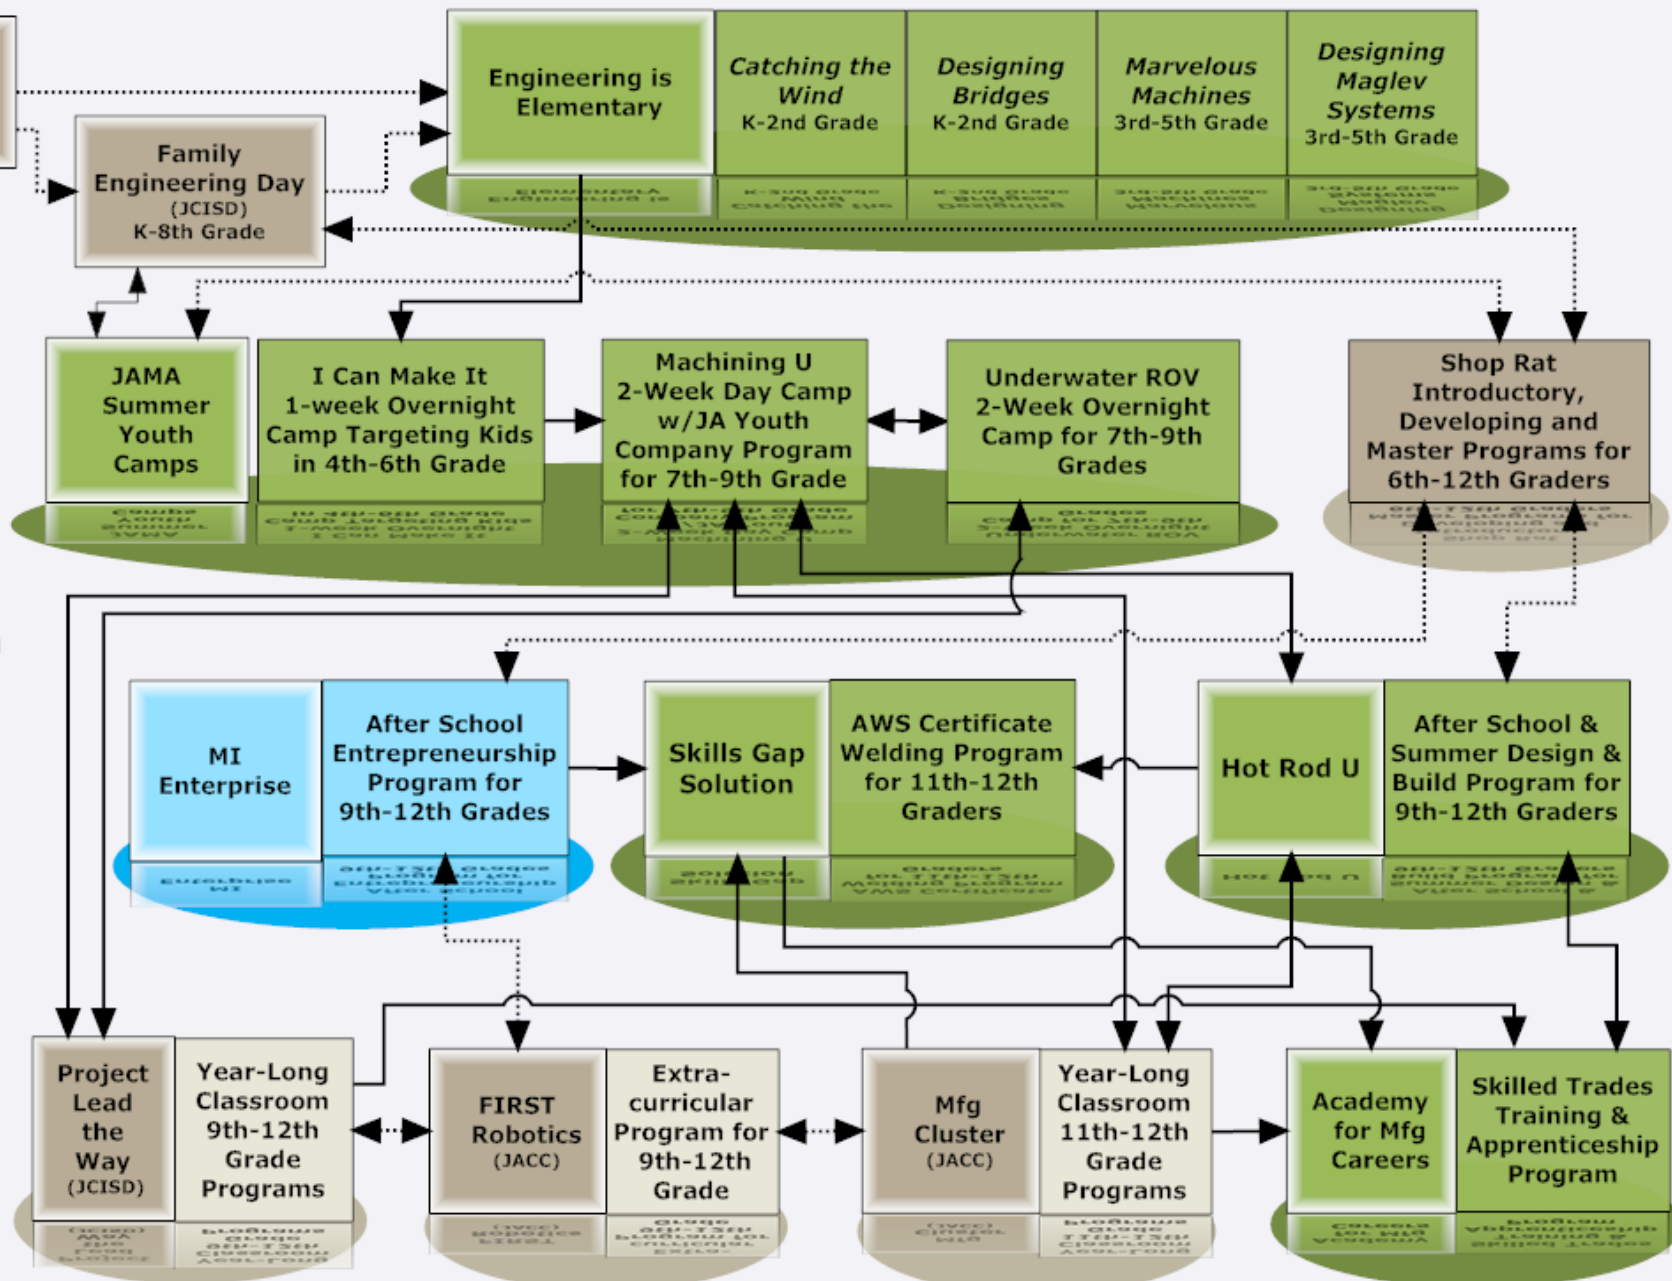 Engineering is
Elementary
Catching the
Wind
K-2nd Grade
Designing
Bridges
K-2nd Grade
Marvelous
Machines
3rd-5th Grade
Designing
Maglev
Systems
3rd-5th Grade
Family
Engineering Day
(JCISD)
K-8th Grade
JAMA
Summer
Youth
Camps
I Can Make It
1-week Overnight
Camp Targeting Kids
in 4th-6th Grade
Machining U
2-Week Day Camp
w/JA Youth
Company Program
for 7th-9th Grade
Underwater ROV
2-Week Overnight
Camp for 7th-9th
Grades
Shop Rat
Introductory,
Developing and
Master Programs for
6th-12th Graders
MI
Enterprise
After School
Entrepreneurship
Program for
9th-12th Grades
Skills Gap
Solution
AWS Certificate
Welding Program
for 11th-12th
Graders
Hot Rod U
After School &
Summer Design &
Build Program for
9th-12th Graders
Project
Lead
the
Way
(JCISD)
Year-Long
Classroom
9th-12th
Grade
Programs
FIRST
Robotics
(JACC)
Extra-
curricular
Program for
9th-12th
Grade
Mfg
Cluster
(JACC)
Year-Long
Classroom
11th-12th
Grade
Programs
Academy
for Mfg
Careers
Skilled Trades
Training &
Apprenticeship
Program